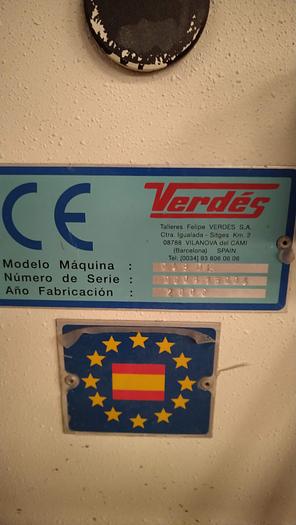 CE
Verdés
Talleres Felipe VERDES S.A.
Ctra. Igualada - Sitges Km. 2
08788 VILANOVA del CAMI
(Barcelona) SPAIN
Tel: (0034) 93 806 06 06
Modelo Máquina :
Número de Serie :
Año Fabricación :